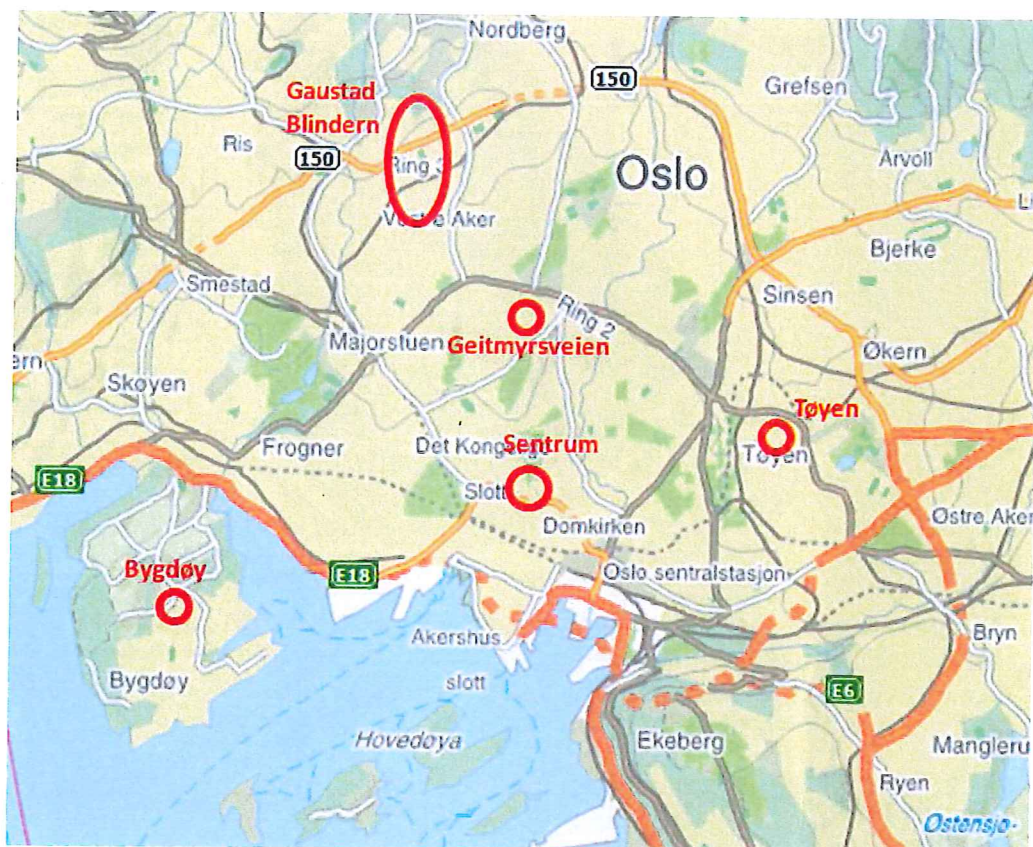 Nordberg
150
Grefsen
Gaustad
Blindern
Ris
150
Ring 3
Oslo
Årvoll
Vestre Aker
Bjerke
Smestad
Sinsen
Ring 2
Majorstuen
Geitmyrsveien
Økern
Skøyen
Tøyen
Frogner
Sentrum
Tøyen
E18
Slott
Domkirken
Østre Aker
Bygdøy
E18
Oslo sentralstasjon
Akershus
slott
Bryn
Bygdøy
E6
Hovedøya
Ekeberg
Mangleru
Ryen
Østensjø-